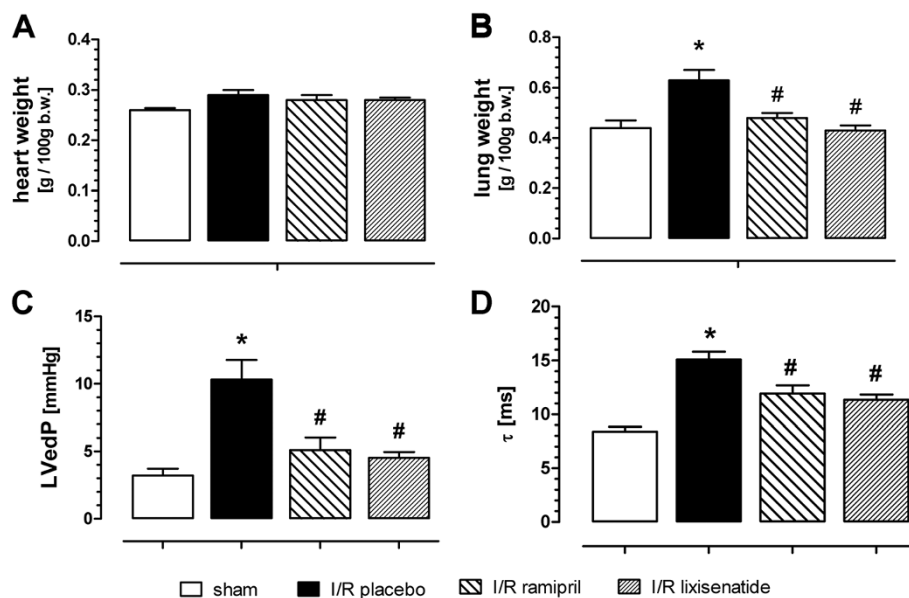 A
heart weight
[g / 100g b.w.]
0.4
0.3
0.2
0.1
0.0
B
lung weight
[g / 100g b.w.]
0.8
0.6
0.4
0.2
0.0
*
#
#
C
LVedP [mmHg]
15
10
5
0
*
#
#
D
τ [ms]
20
15
10
5
0
*
#
#
sham
I/R placebo
I/R ramipril
I/R lixisenatide